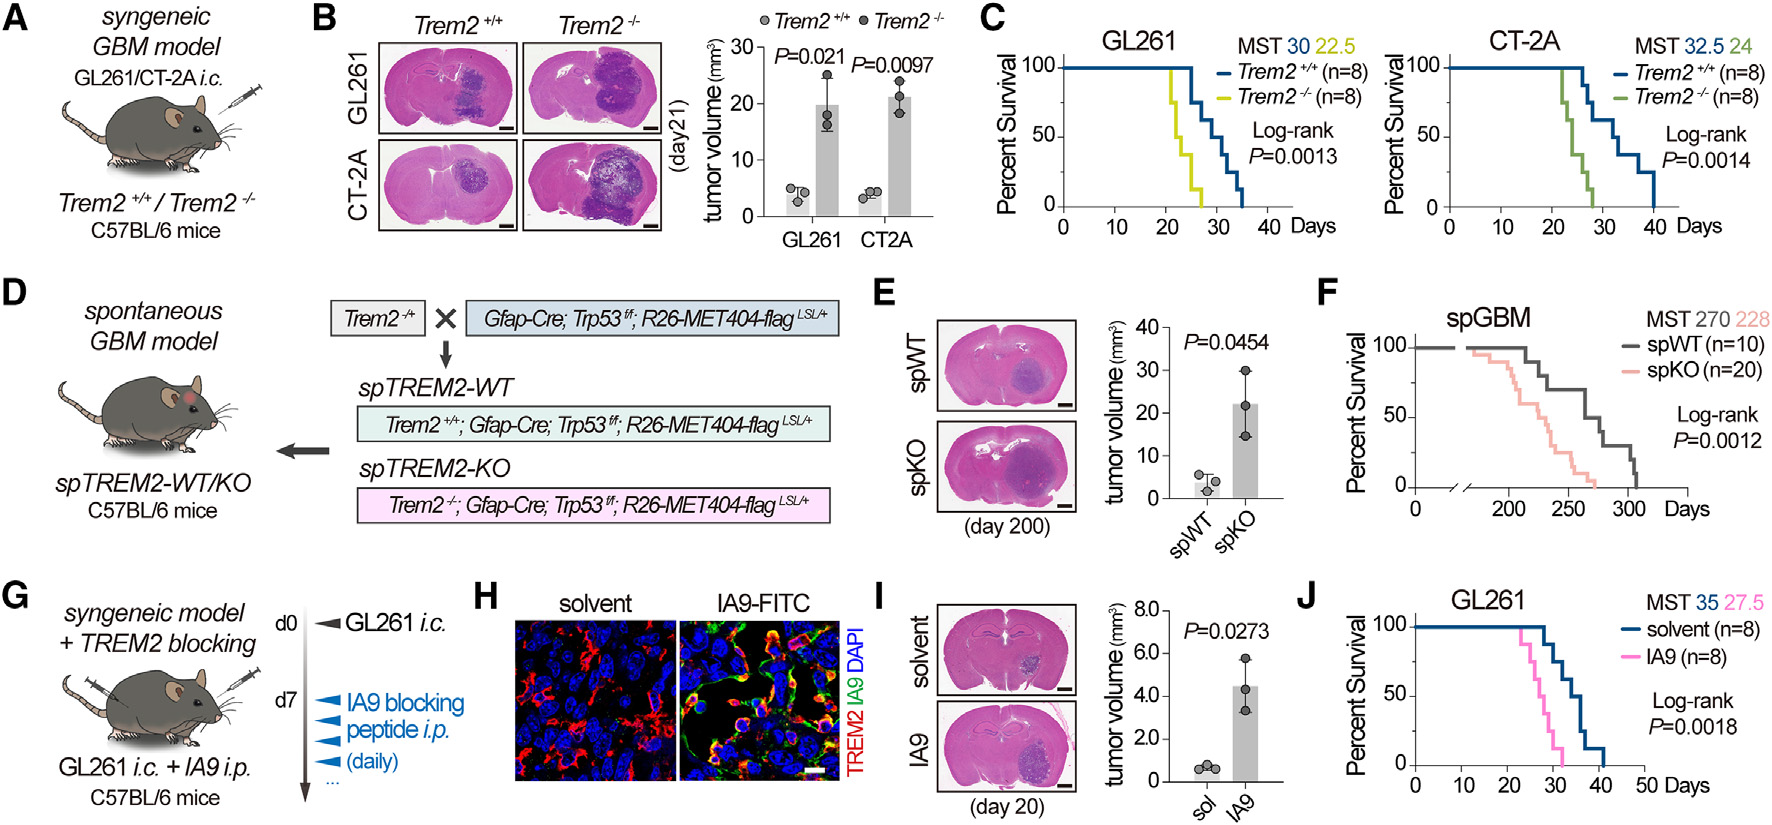 A
syngeneic
GBM model
GL261/CT-2A i.c.
Trem2 +/+ / Trem2 -/-
C57BL/6 mice
B
Trem2 +/+
Trem2 -/-
GL261
CT-2A
(day21)
Trem2 +/+
Trem2 -/-
tumor volume (mm³)
30
20
10
0
P=0.021
P=0.0097
GL261
CT2A
C
GL261
MST 30 22.5
Trem2 +/+ (n=8)
Trem2 -/- (n=8)
Log-rank
P=0.0013
Percent Survival
100
50
0
0 10 20 30 40 Days
CT-2A
MST 32.5 24
Trem2 +/+ (n=8)
Trem2 -/- (n=8)
Log-rank
P=0.0014
Percent Survival
100
50
0
0 10 20 30 40 Days
D
spontaneous
GBM model
spTREM2-WT/KO
C57BL/6 mice
Trem2 -/+
Gfap-Cre; Trp53 f/f; R26-MET404-flag LSL/+
spTREM2-WT
Trem2 +/+; Gfap-Cre; Trp53 f/f; R26-MET404-flag LSL/+
spTREM2-KO
Trem2 -/-; Gfap-Cre; Trp53 f/f; R26-MET404-flag LSL/+
E
spWT
spKO
(day 200)
tumor volume (mm³)
40
30
20
10
0
P=0.0454
spWT
spKO
F
spGBM
MST 270 228
spWT (n=10)
spKO (n=20)
Log-rank
P=0.0012
Percent Survival
100
50
0
0 200 250 300 Days
G
syngeneic model
+ TREM2 blocking
GL261 i.c. + IA9 i.p.
C57BL/6 mice
d0
GL261 i.c.
d7
IA9 blocking
peptide i.p.
(daily)
...
H
solvent
IA9-FITC
TREM2 IA9 DAPI
I
solvent
IA9
(day 20)
tumor volume (mm³)
8.0
6.0
4.0
2.0
0
P=0.0273
sol
IA9
J
GL261
MST 35 27.5
solvent (n=8)
IA9 (n=8)
Log-rank
P=0.0018
Percent Survival
100
50
0
0 10 20 30 40 50 Days